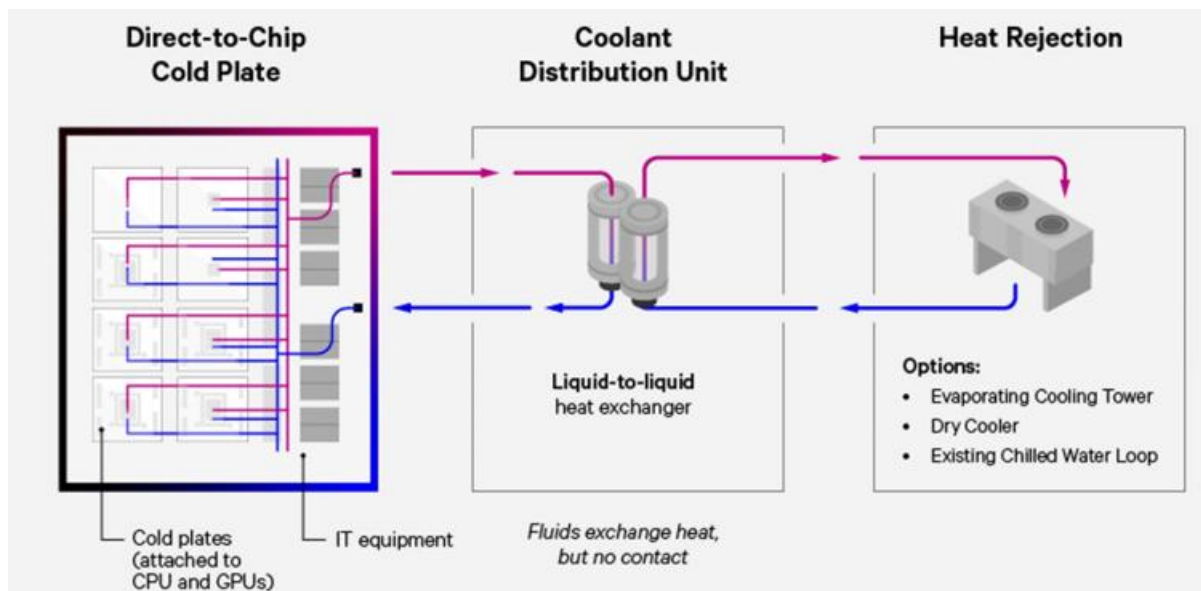 Direct-to-Chip
Cold Plate
Coolant
Distribution Unit
Heat Rejection
Liquid-to-liquid
heat exchanger
Options:
• Evaporating Cooling Tower
• Dry Cooler
• Existing Chilled Water Loop
Cold plates
(attached to
CPU and GPUs)
IT equipment
Fluids exchange heat,
but no contact